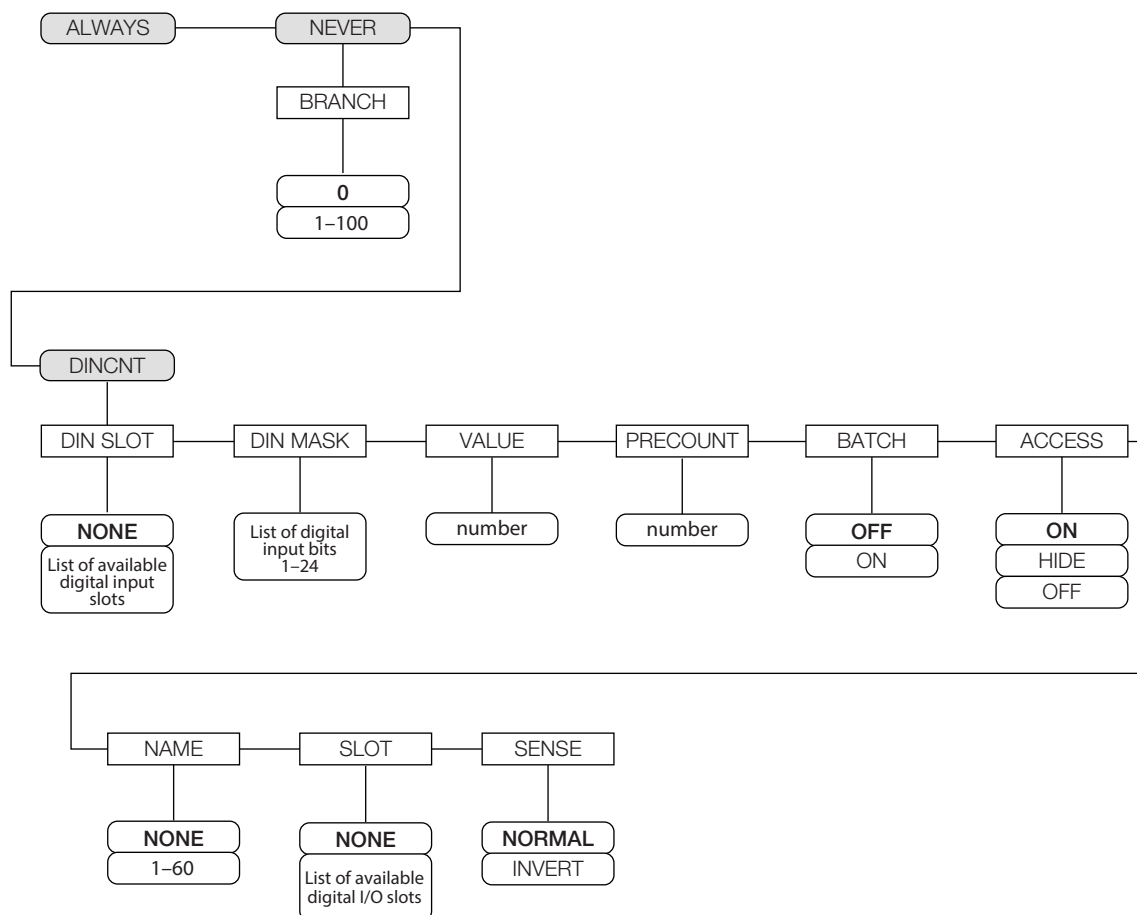 ALWAYS
NEVER
BRANCH
0
1–100
DINCNT
DIN SLOT
DIN MASK
VALUE
PRECOUNT
BATCH
ACCESS
NONE
List of available
digital input
slots
List of digital
input bits
1–24
number
number
OFF
ON
ON
HIDE
OFF
NAME
SLOT
SENSE
NONE
1–60
NONE
List of available
digital I/O slots
NORMAL
INVERT